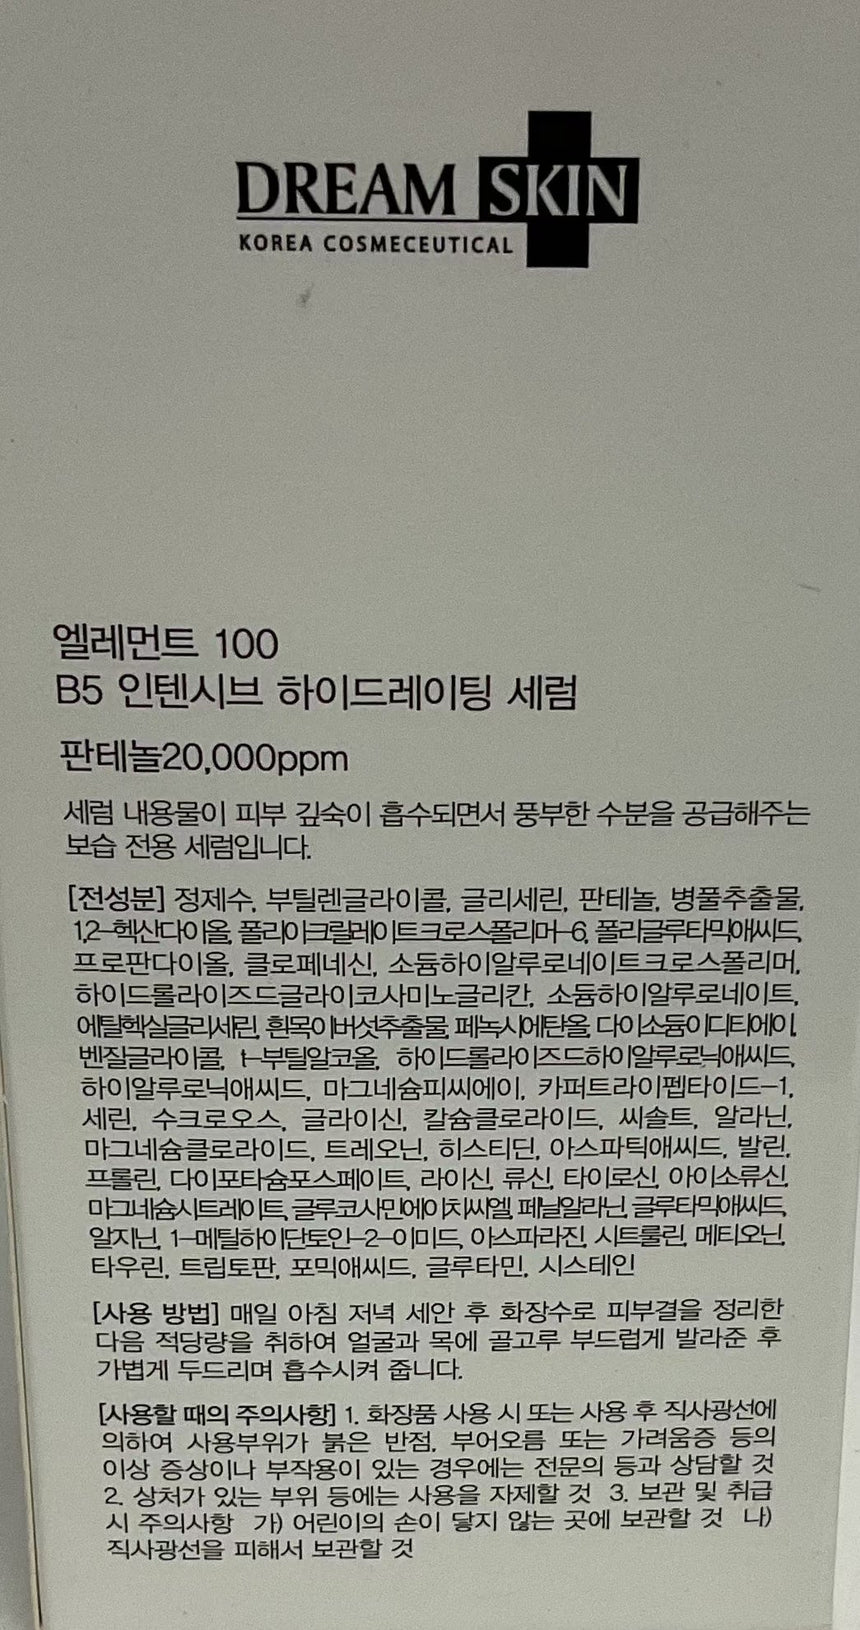 DREAM SKIN
KOREA COSMECEUTICAL
엘레먼트 100
B5 인텐시브 하이드레이팅 세럼
판테놀20,000ppm
세럼 내용물이 피부 깊숙이 흡수되면서 풍부한 수분을 공급해주는
보습 전용 세럼입니다.
[전성분] 정제수, 부틸렌글라이콜, 글리세린, 판테놀, 병풀추출물,
1,2-헥산다이올, 폴리아크릴레이트크로스폴리머-6, 폴리글루타믹애씨드,
프로판다이올, 클로페네신, 소듐하이알루로네이트크로스폴리머,
하이드롤라이즈드글라이코사미노글리칸, 소듐하이알루로네이트,
에틸헥실글리세린, 흰목이버섯추출물, 페녹시에탄올, 다이소듐이디티에이,
벤질글라이콜, t-부틸알코올, 하이드롤라이즈드하이알루로닉애씨드,
하이알루로닉애씨드, 마그네슘피씨에이, 카퍼트라이펩타이드-1,
세린, 수크로오스, 글라이신, 칼슘클로라이드, 씨솔트, 알라닌,
마그네슘클로라이드, 트레오닌, 히스티딘, 아스파틱애씨드, 발린,
프롤린, 다이포타슘포스페이트, 라이신, 류신, 타이로신, 아이소류신,
먀그네슘시트레이트, 글루코사민에이치씨엘, 페닐알라닌, 글루타믹애씨드,
알지닌, 1-메틸하이단토인-2-이미드, 아스파라진, 시트룰린, 메티오닌,
타우린, 트립토판, 포믹애씨드, 글루타민, 시스테인
[사용 방법] 매일 아침 저녁 세안 후 화장수로 피부결을 정리한
다음 적당량을 취하여 얼굴과 목에 골고루 부드럽게 발라준 후
가볍게 두드리며 흡수시켜 줍니다.
[사용할 때의 주의사항] 1. 화장품 사용 시 또는 사용 후 직사광선에
의하여 사용부위가 붉은 반점, 부어오름 또는 가려움증 등의
이상 증상이나 부작용이 있는 경우에는 전문의 등과 상담할 것
2. 상처가 있는 부위 등에는 사용을 자제할 것 3. 보관 및 취급
시 주의사항 가) 어린이의 손이 닿지 않는 곳에 보관할 것 나)
직사광선을 피해서 보관할 것